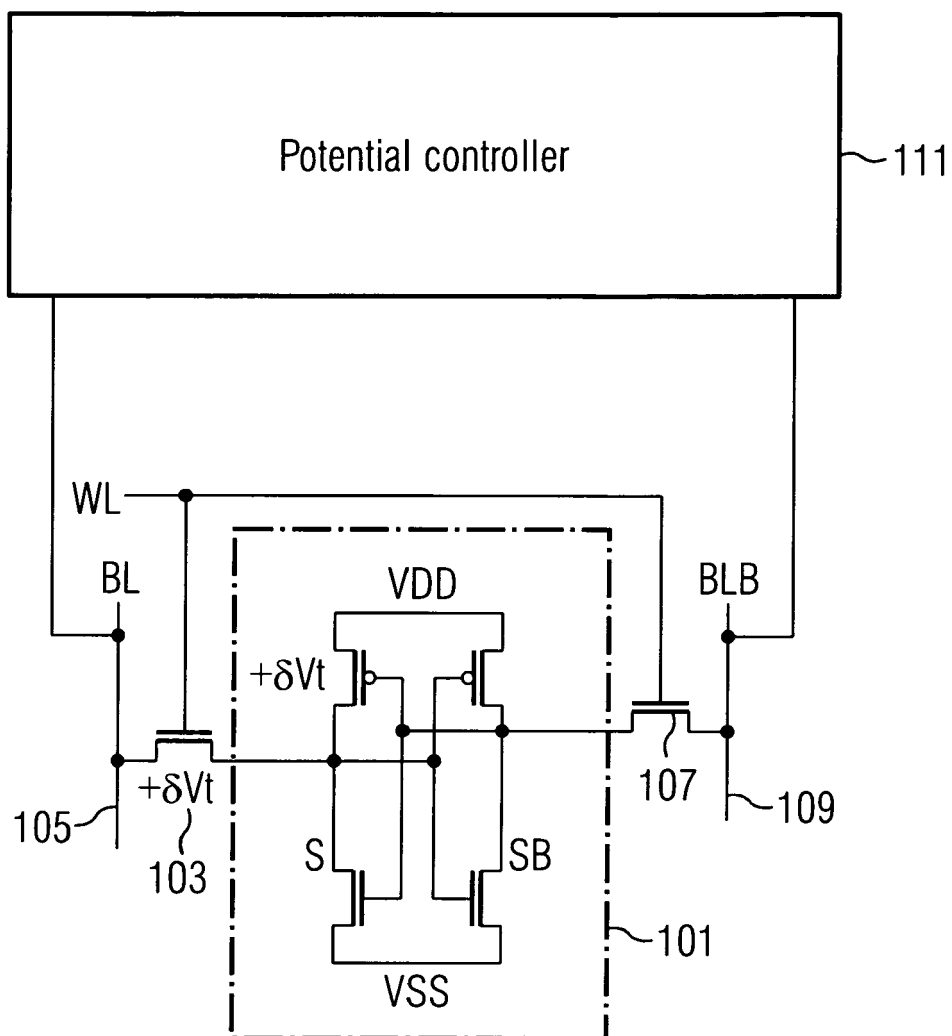 Potential controller
111
WL
BL
BLB
VDD
+δVt
+δVt
107
105
109
103
S
SB
101
VSS